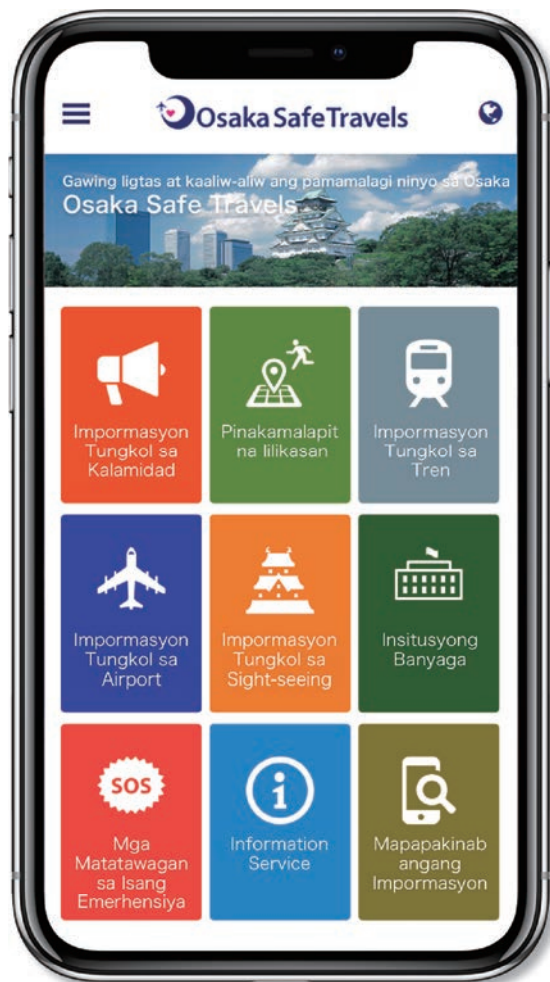 Osaka Safe Travels
Gawing ligtas at kaaliw-aliw ang pamamalagi ninyo sa Osaka
Osaka Safe Travels
Impormasyon
Tungkol sa
Kalamidad
Pinakamalapit
na lilikasan
Impormasyon
Tungkol sa
Tren
Impormasyon
Tungkol sa
Airport
Impormasyon
Tungkol sa
Sight-seeing
Insitusyong
Banyaga
SOS
Mga
Matatawagan
sa Isang
Emerhensiya
Information
Service
Mapapakinab
angang
Impormasyon